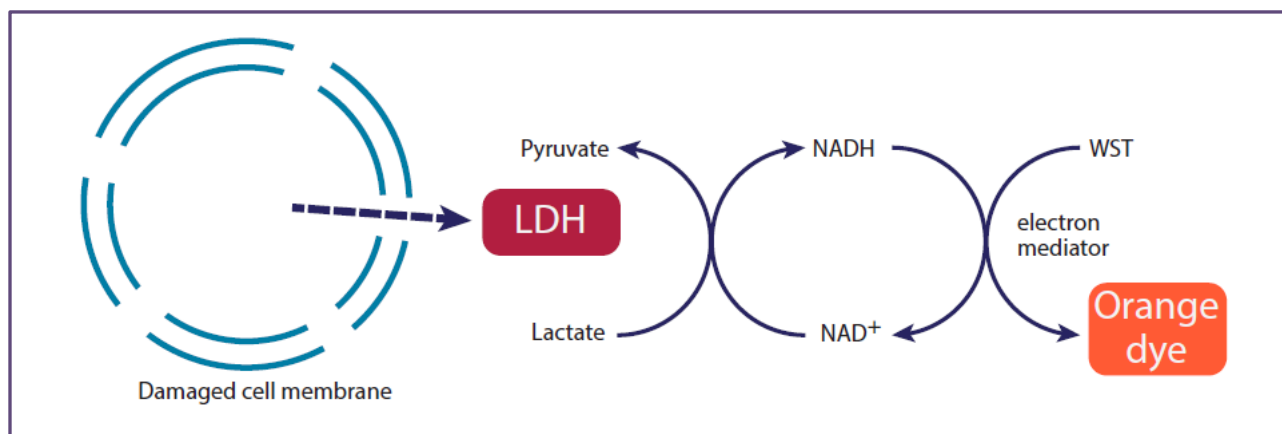 Pyruvate
NADH
WST
LDH
electron
mediator
Lactate
NAD+
Orange
dye
Damaged cell membrane